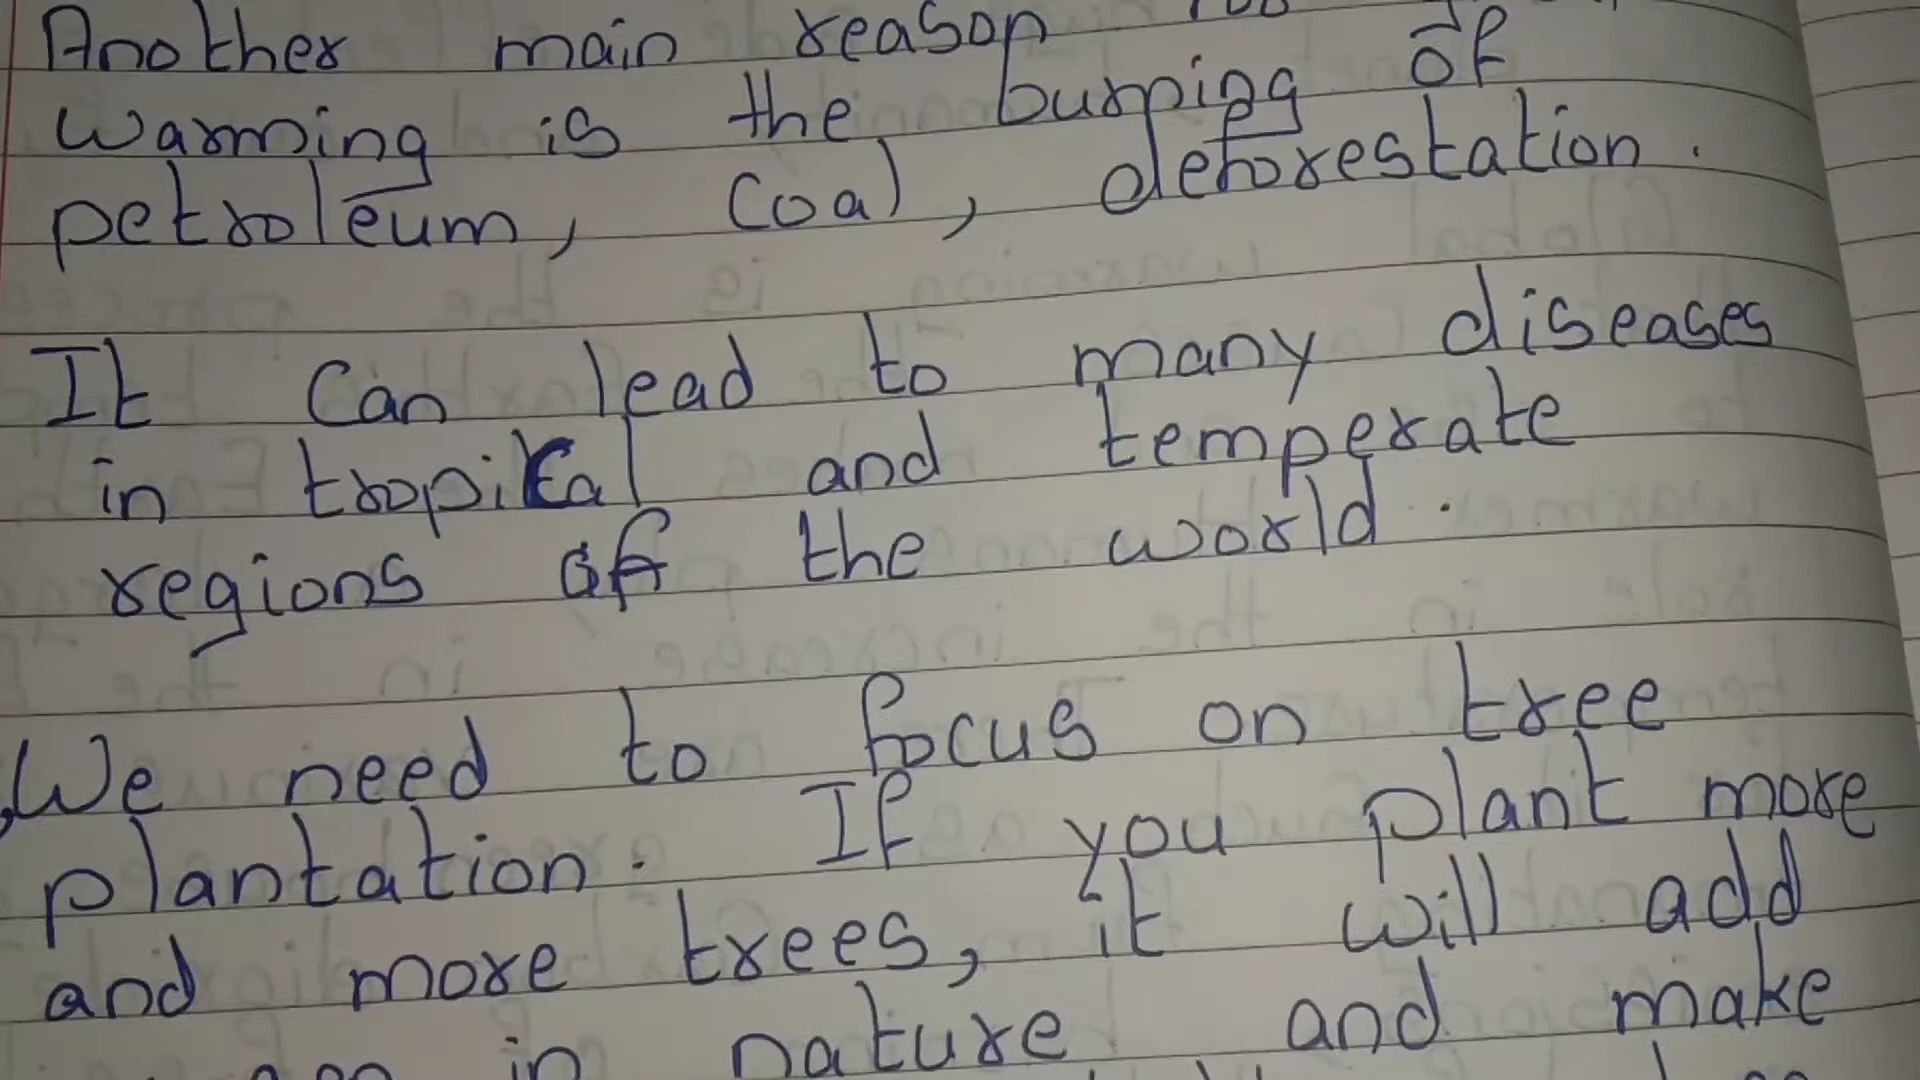 Another main reason
warming is the burning of
petroleum, coal, deforestation.
It can lead to many diseases
in tropical and temperate
regions of the world.
We need to focus on tree
plantation. If you plant more
and more trees, it will add
in nature and make